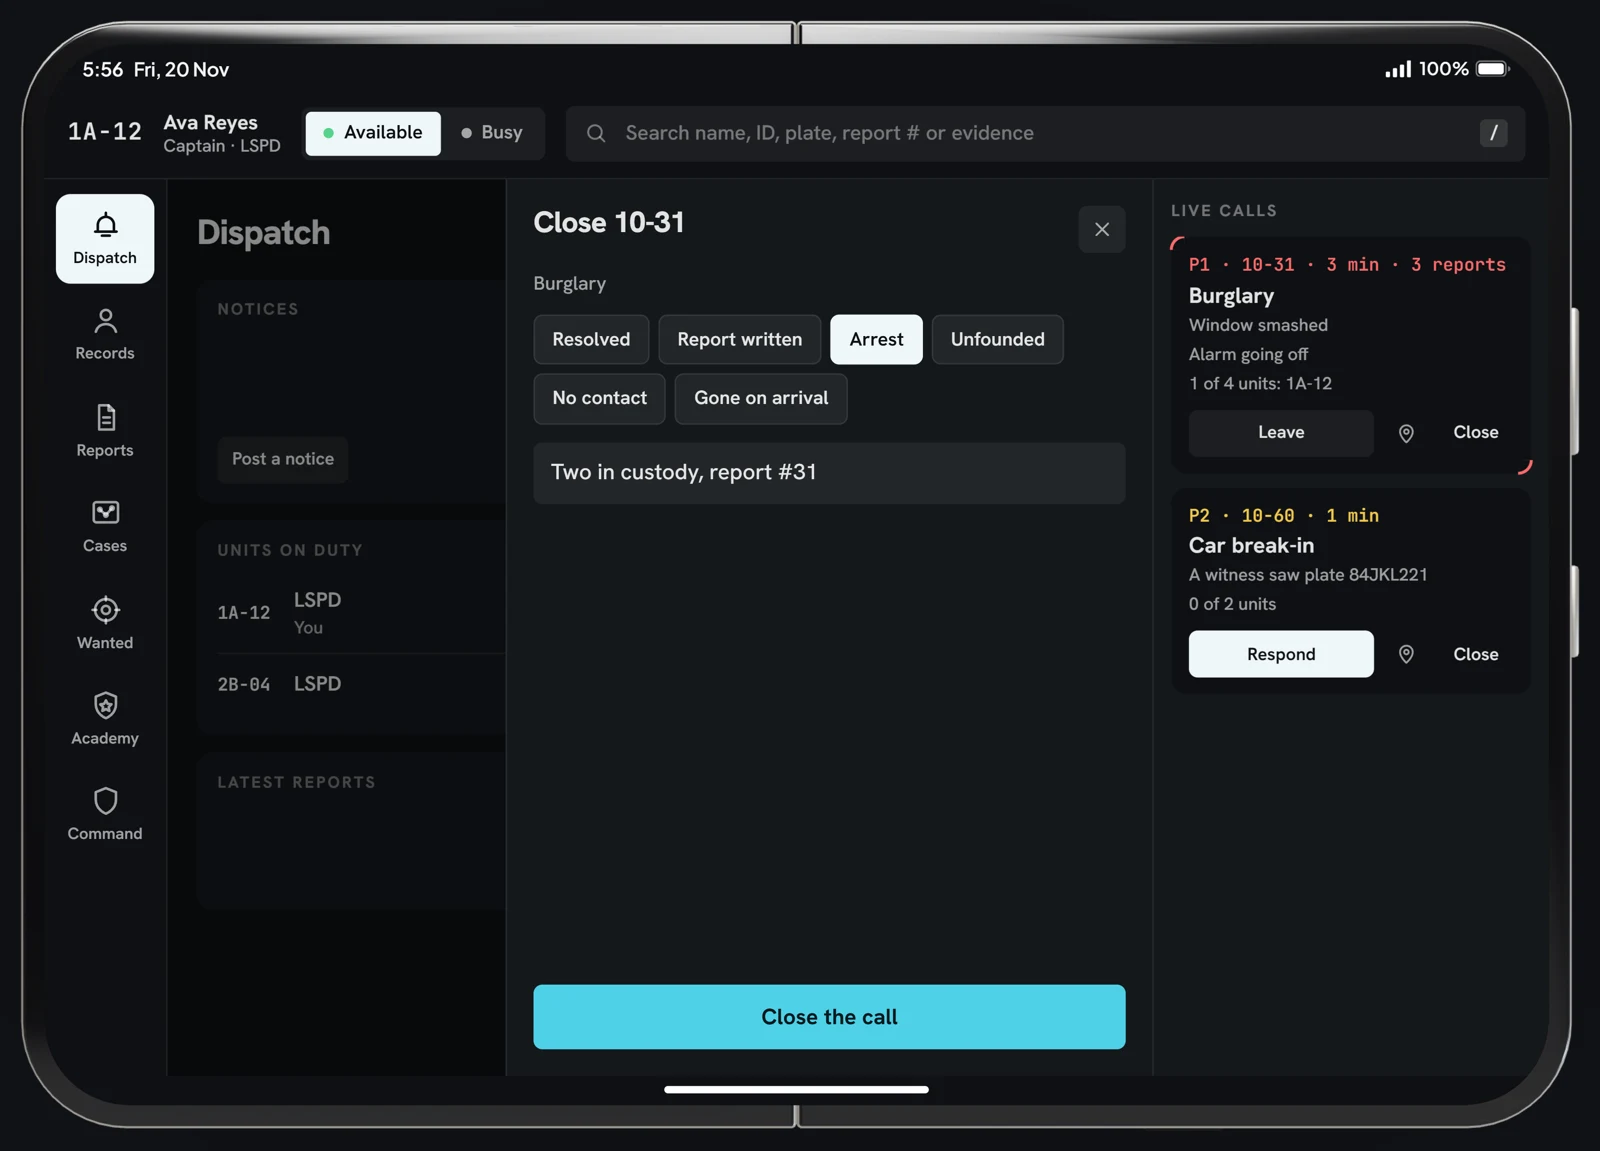 5:56 Fri, 20 Nov
100%
1A-12
Ava Reyes
Captain · LSPD
Available
Busy
Search name, ID, plate, report # or evidence
/
Dispatch
Records
Reports
Cases
Wanted
Academy
Command
Dispatch
NOTICES
Post a notice
UNITS ON DUTY
1A-12
LSPD
You
2B-04
LSPD
LATEST REPORTS
Close 10-31
Burglary
Resolved
Report written
Arrest
Unfounded
No contact
Gone on arrival
Two in custody, report #31
Close the call
LIVE CALLS
P1 · 10-31 · 3 min · 3 reports
Burglary
Window smashed
Alarm going off
1 of 4 units: 1A-12
Leave
Close
P2 · 10-60 · 1 min
Car break-in
A witness saw plate 84JKL221
0 of 2 units
Respond
Close